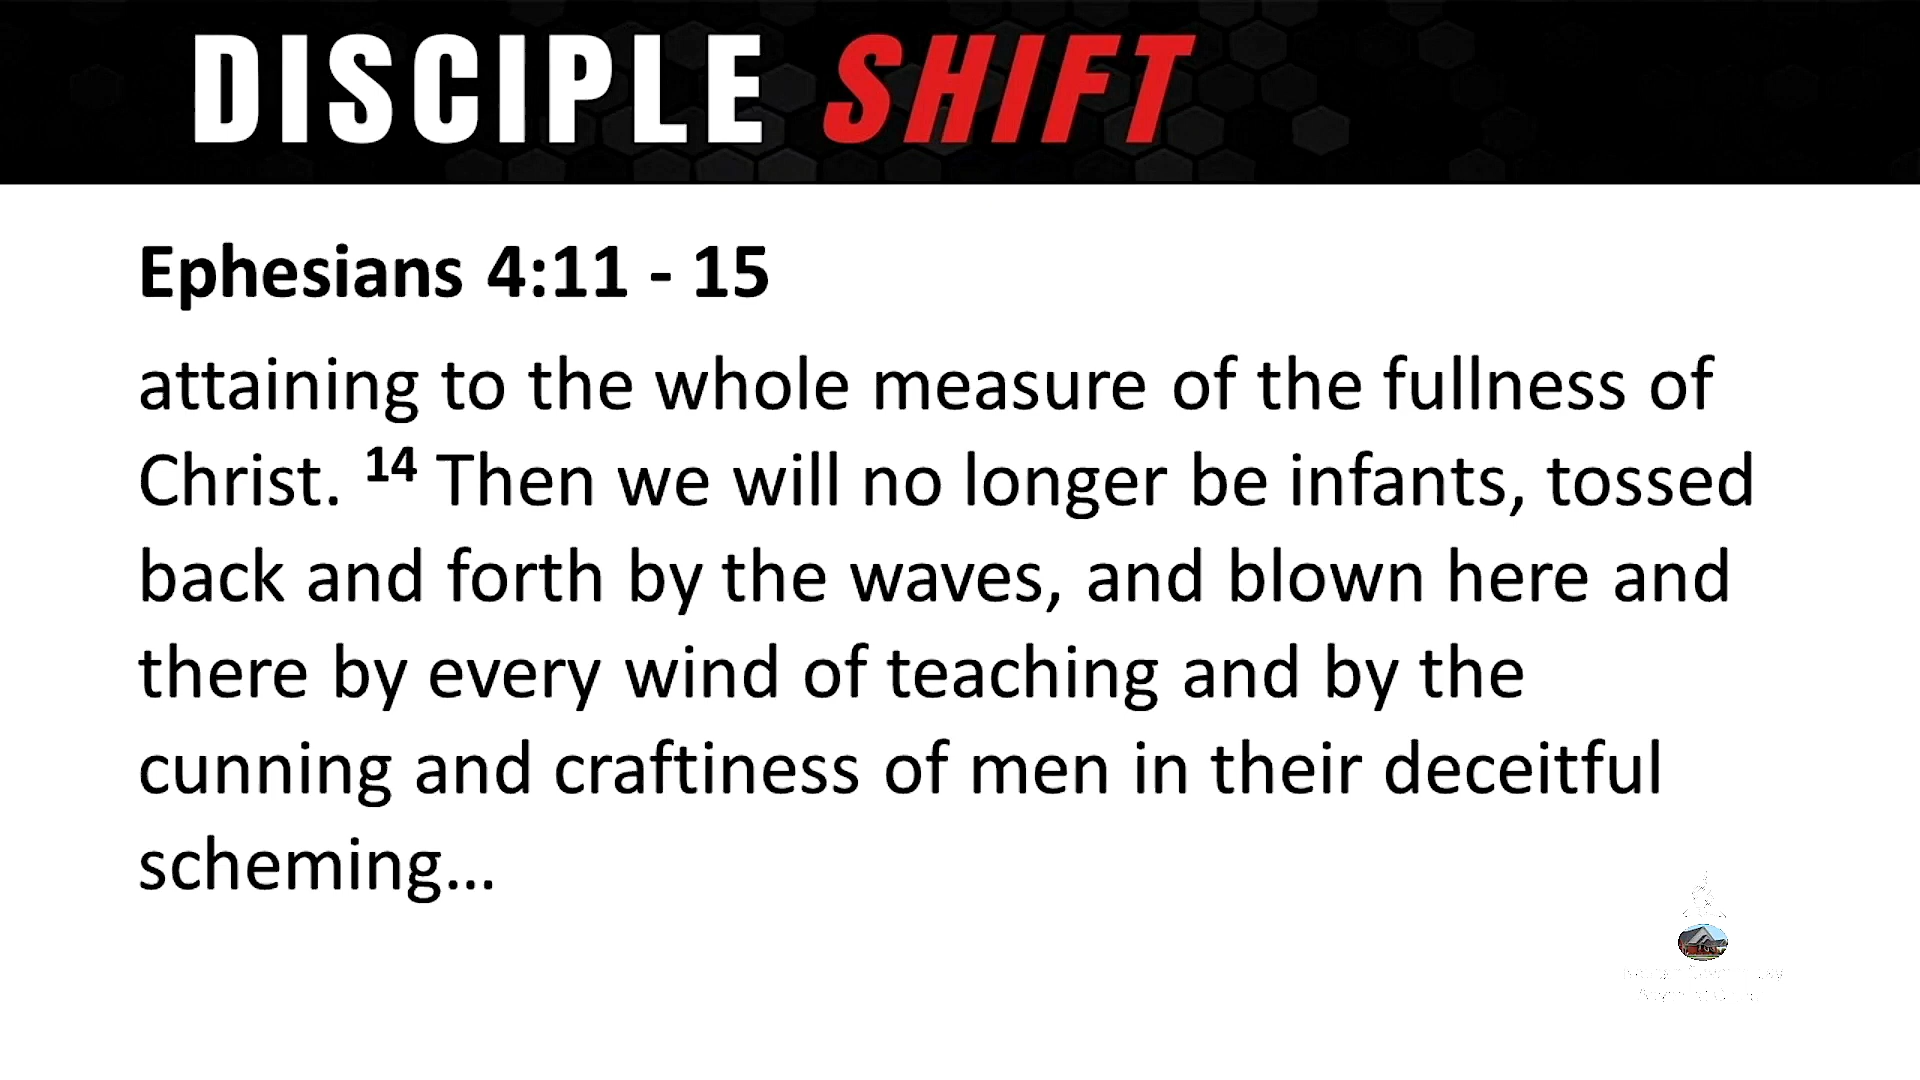 DISCIPLE SHIFT
Ephesians 4:11 - 15
attaining to the whole measure of the fullness of
Christ. 14 Then we will no longer be infants, tossed
back and forth by the waves, and blown here and
there by every wind of teaching and by the
cunning and craftiness of men in their deceitful
scheming...